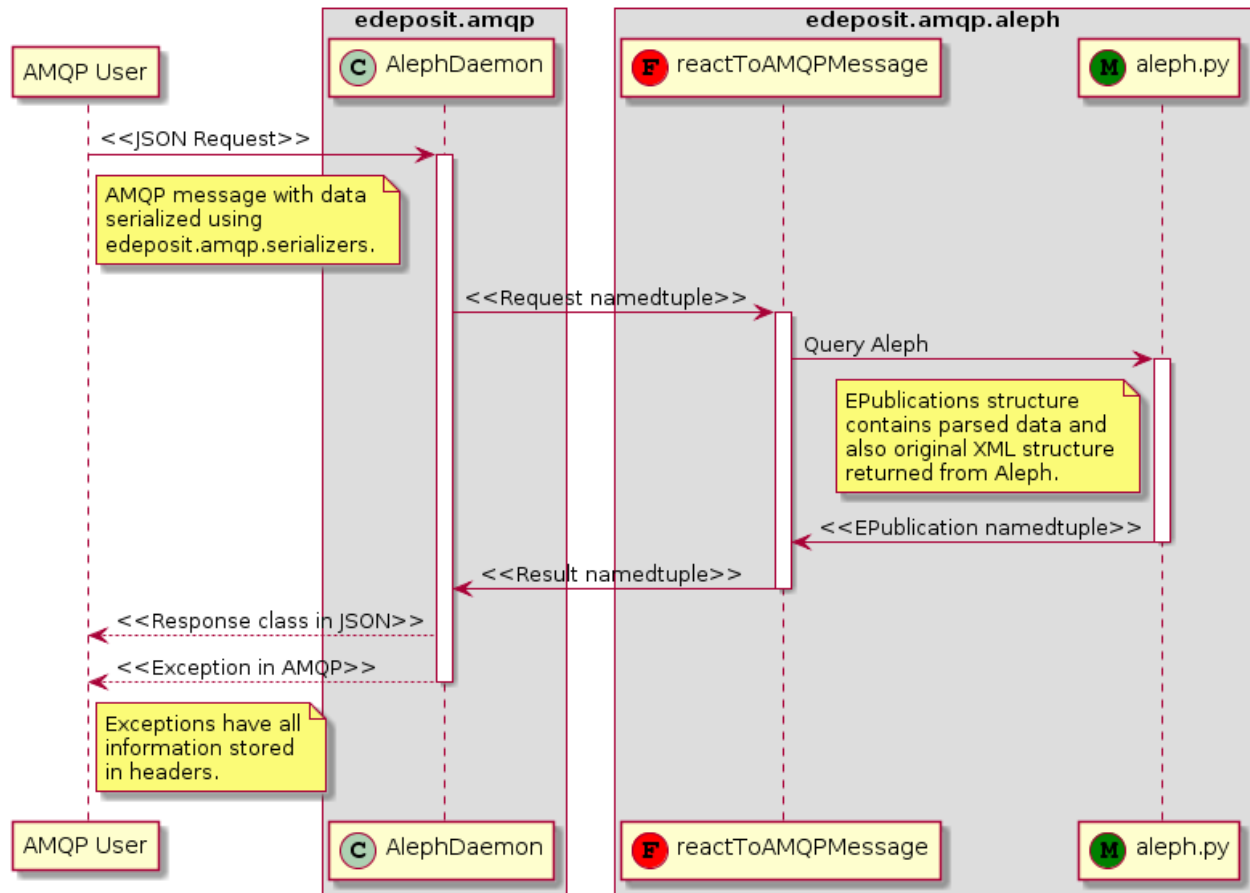 edeposit.amqp
edeposit.amqp.aleph
AMQP User
C AlephDaemon
F reactToAMQPMessage
M aleph.py
<<JSON Request>>
AMQP message with data
serialized using
edeposit.amqp.serializers.
<<Request namedtuple>>
Query Aleph
EPublications structure
contains parsed data and
also original XML structure
returned from Aleph.
<<EPublication namedtuple>>
<<Result namedtuple>>
<<Response class in JSON>>
<<Exception in AMQP>>
Exceptions have all
information stored
in headers.
AMQP User
C AlephDaemon
F reactToAMQPMessage
M aleph.py